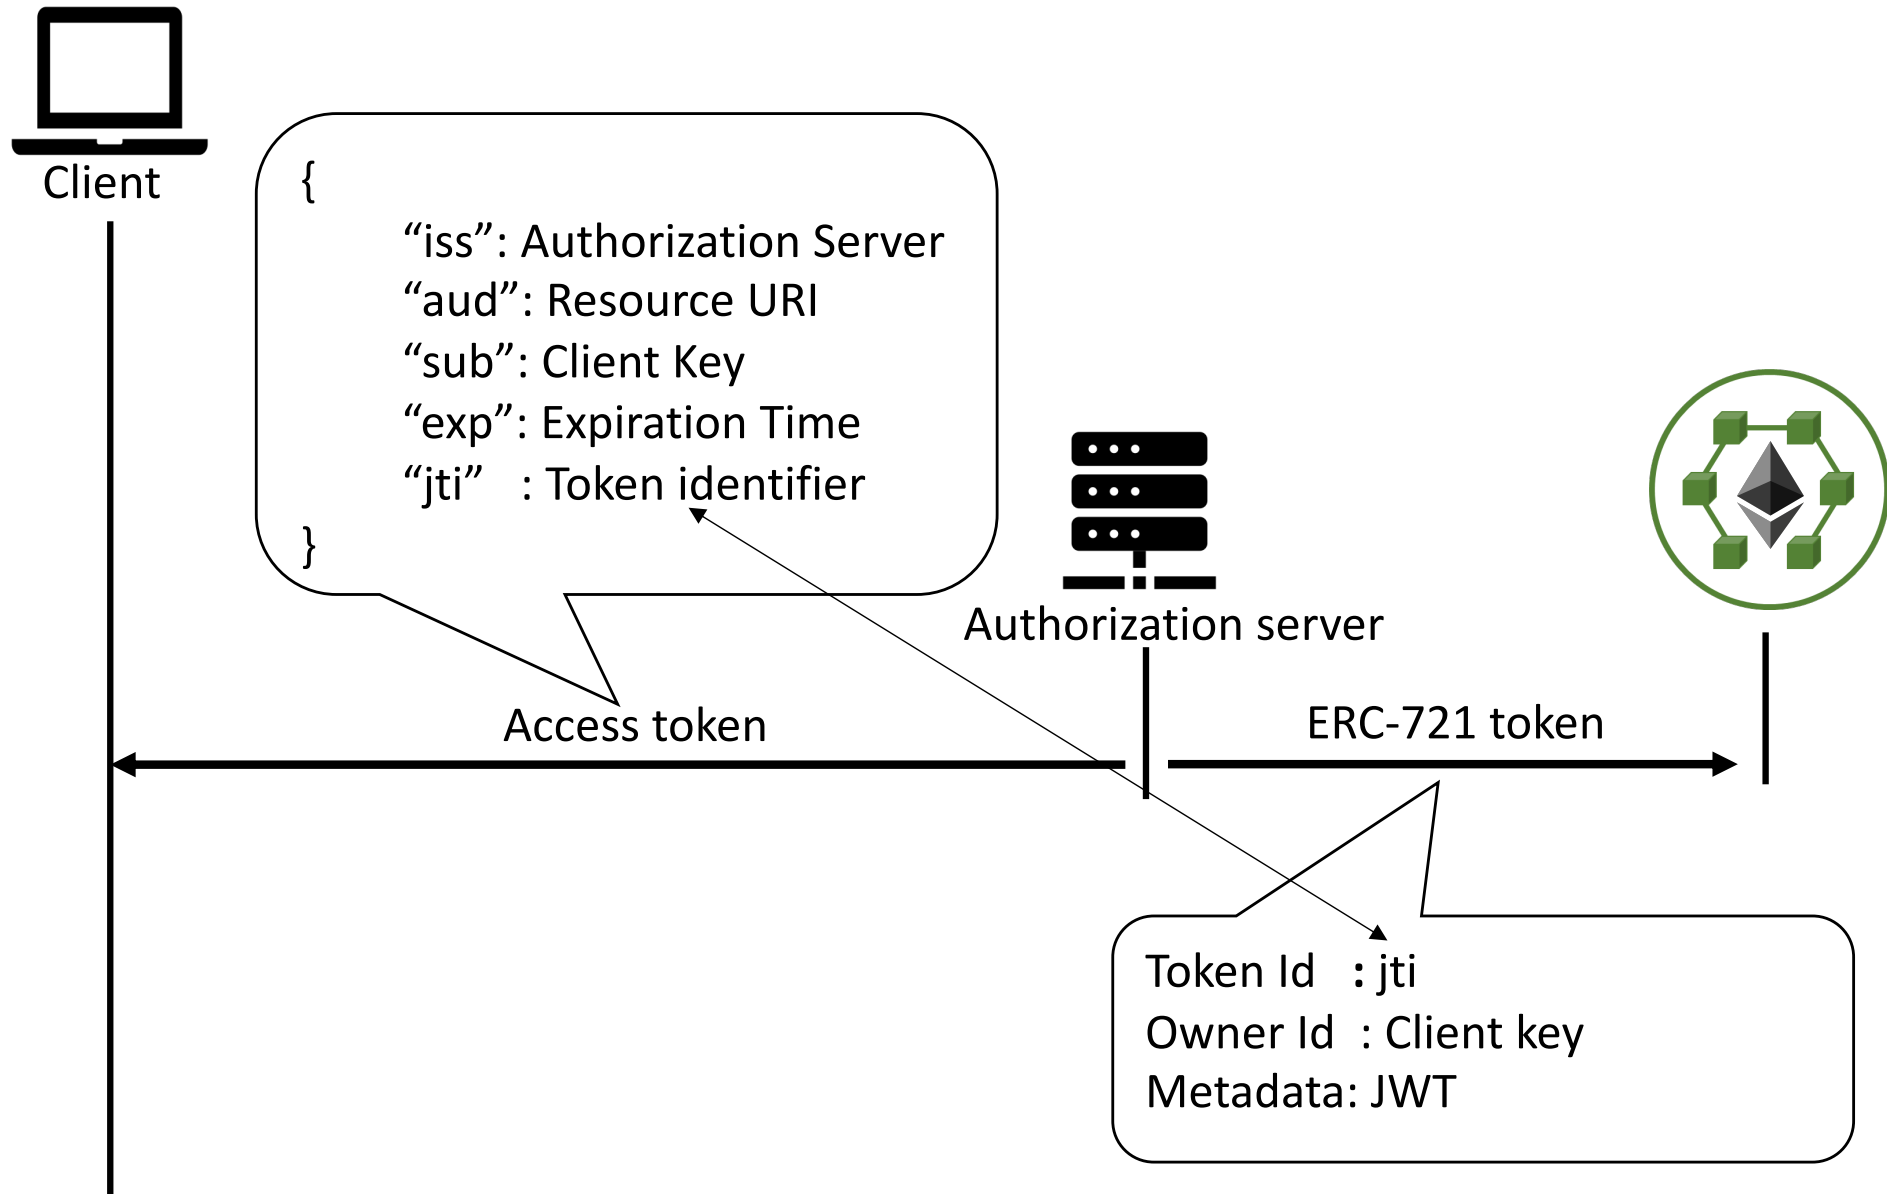 Client
{
“iss”: Authorization Server
“aud”: Resource URI
“sub”: Client Key
“exp”: Expiration Time
“jti” : Token identifier
}
Authorization server
Access token
ERC-721 token
Token Id : jti
Owner Id : Client key
Metadata: JWT